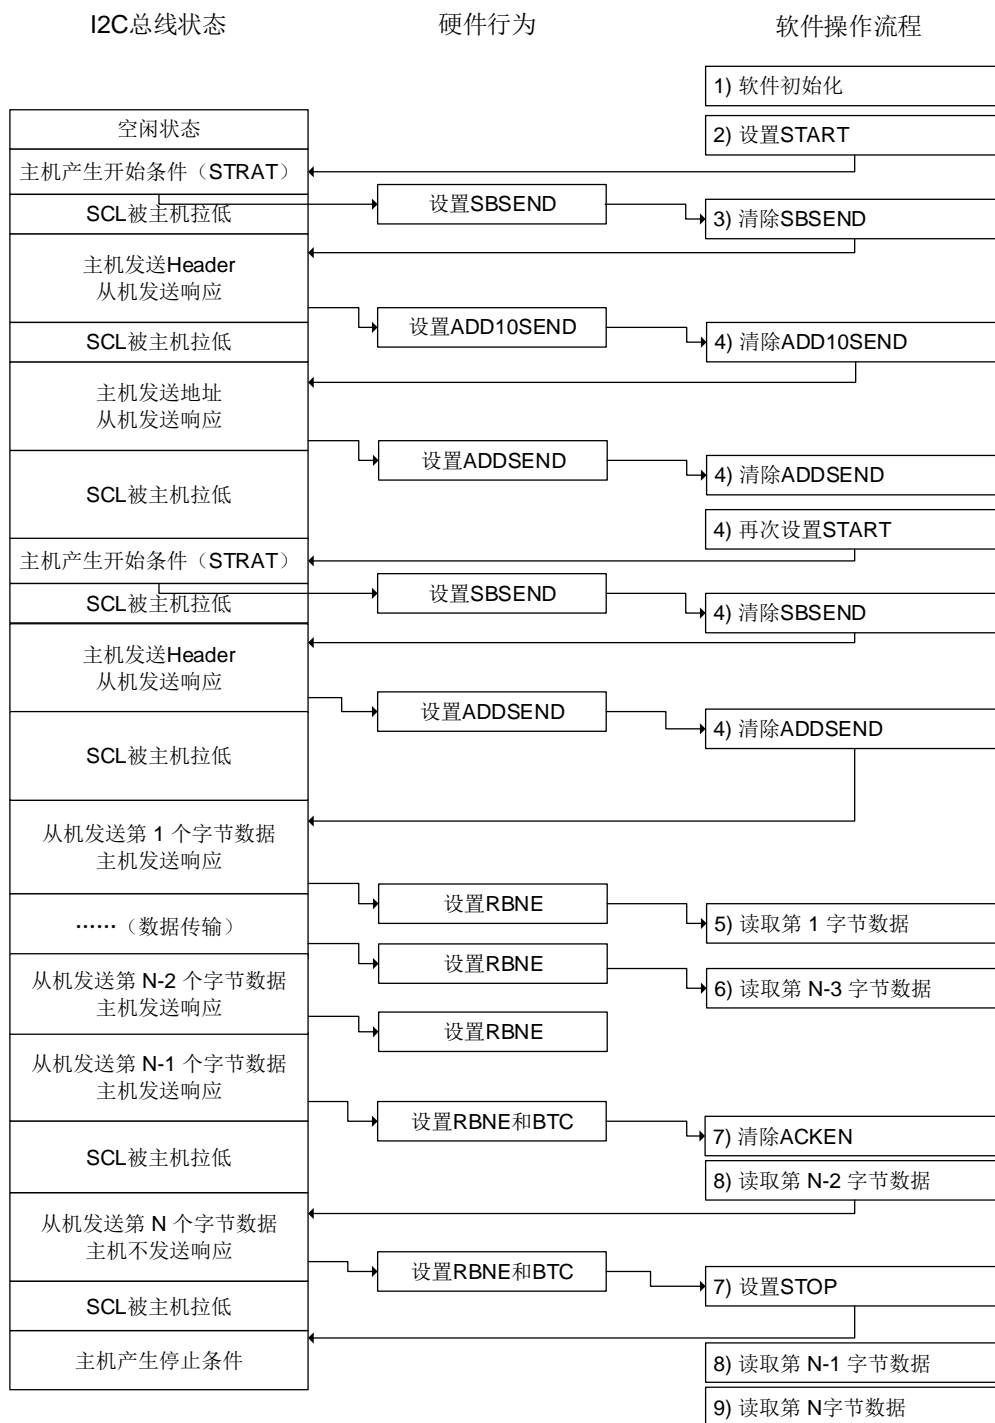 I2C总线状态
硬件行为
软件操作流程
1) 软件初始化
空闲状态
2) 设置START
主机产生开始条件（STRAT）
设置SBSEND
SCL被主机拉低
3) 清除SBSEND
主机发送Header
从机发送响应
设置ADD10SEND
SCL被主机拉低
4) 清除ADD10SEND
主机发送地址
从机发送响应
设置ADDSEND
4) 清除ADDSEND
SCL被主机拉低
4) 再次设置START
主机产生开始条件（STRAT）
设置SBSEND
SCL被主机拉低
4) 清除SBSEND
主机发送Header
从机发送响应
设置ADDSEND
4) 清除ADDSEND
SCL被主机拉低
从机发送第 1 个字节数据
主机发送响应
设置RBNE
5) 读取第 1 字节数据
……（数据传输）
设置RBNE
从机发送第 N-2 个字节数据
主机发送响应
6) 读取第 N-3 字节数据
设置RBNE
从机发送第 N-1 个字节数据
主机发送响应
设置RBNE和BTC
7) 清除ACKEN
SCL被主机拉低
8) 读取第 N-2 字节数据
从机发送第 N 个字节数据
主机不发送响应
设置RBNE和BTC
7) 设置STOP
SCL被主机拉低
主机产生停止条件
8) 读取第 N-1 字节数据
9) 读取第 N字节数据